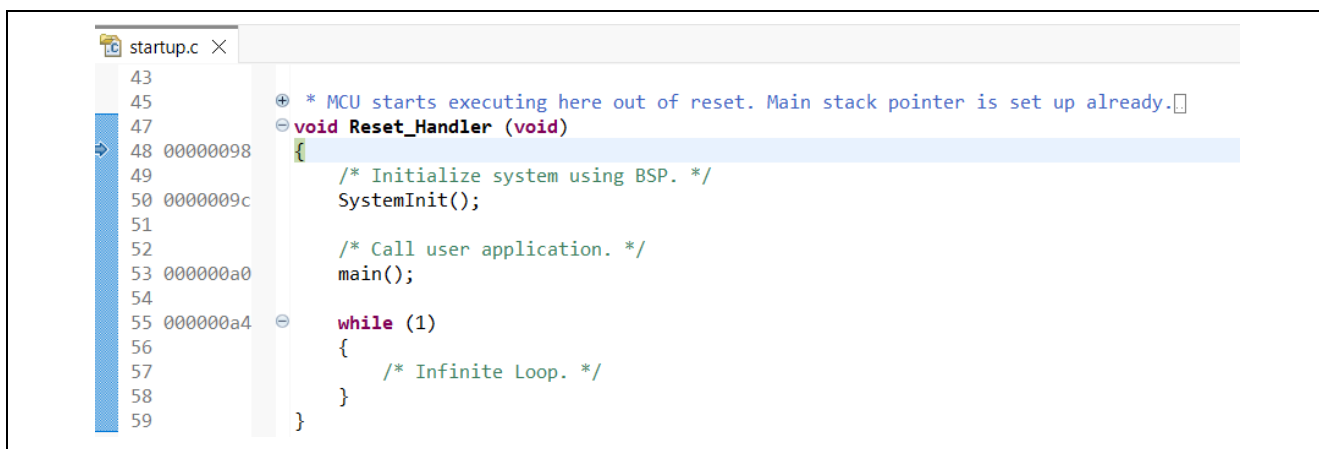 startup.c
43
45 * MCU starts executing here out of reset. Main stack pointer is set up already...
47 void Reset_Handler (void)
48 00000098 {
49 /* Initialize system using BSP. */
50 0000009c SystemInit();
51
52 /* Call user application. */
53 000000a0 main();
54
55 000000a4 while (1)
56 {
57 /* Infinite Loop. */
58 }
59 }